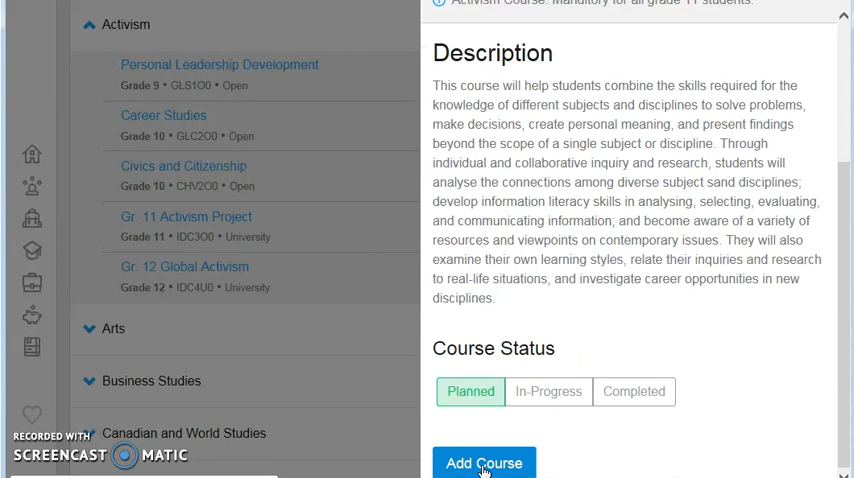 Activism
Personal Leadership Development
Grade 9 • GLS1O0 • Open
Career Studies
Grade 10 • GLC2O0 • Open
Civics and Citizenship
Grade 10 • CHV2O0 • Open
Gr. 11 Activism Project
Grade 11 • IDC3O0 • University
Gr. 12 Global Activism
Grade 12 • IDC4U0 • University
Arts
Business Studies
Canadian and World Studies
RECORDED WITH
SCREENCAST MATIC
Activism Course. Manditory for all grade 11 students.
Description
This course will help students combine the skills required for the
knowledge of different subjects and disciplines to solve problems,
make decisions, create personal meaning, and present findings
beyond the scope of a single subject or discipline. Through
individual and collaborative inquiry and research, students will
analyse the connections among diverse subject sand disciplines;
develop information literacy skills in analysing, selecting, evaluating,
and communicating information; and become aware of a variety of
resources and viewpoints on contemporary issues. They will also
examine their own learning styles, relate their inquiries and research
to real-life situations, and investigate career opportunities in new
disciplines.
Course Status
Planned In-Progress Completed
Add Course